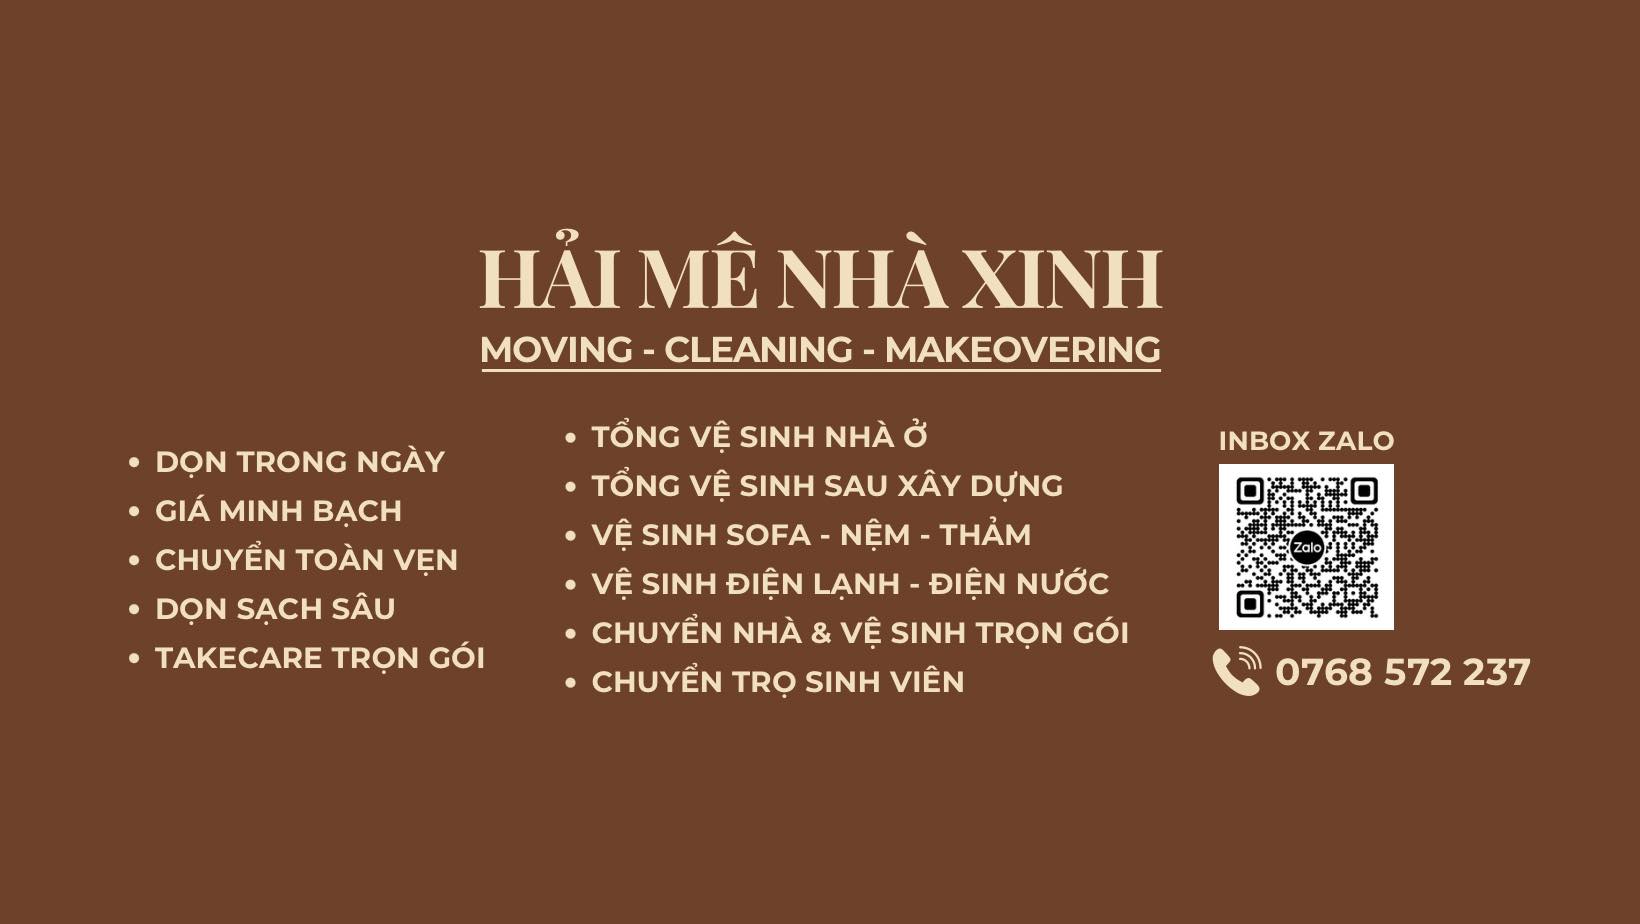 HẢI MÊ NHÀ XINH
MOVING - CLEANING - MAKEOVERING
• DỌN TRONG NGÀY
• GIÁ MINH BẠCH
• CHUYỂN TOÀN VẸN
• DỌN SẠCH SÂU
• TAKECARE TRỌN GÓI
• TỔNG VỆ SINH NHÀ Ở
• TỔNG VỆ SINH SAU XÂY DỰNG
• VỆ SINH SOFA - NỆM - THẢM
• VỆ SINH ĐIỆN LẠNH - ĐIỆN NƯỚC
• CHUYỂN NHÀ & VỆ SINH TRỌN GÓI
• CHUYỂN TRỌ SINH VIÊN
INBOX ZALO
Zalo
0768 572 237